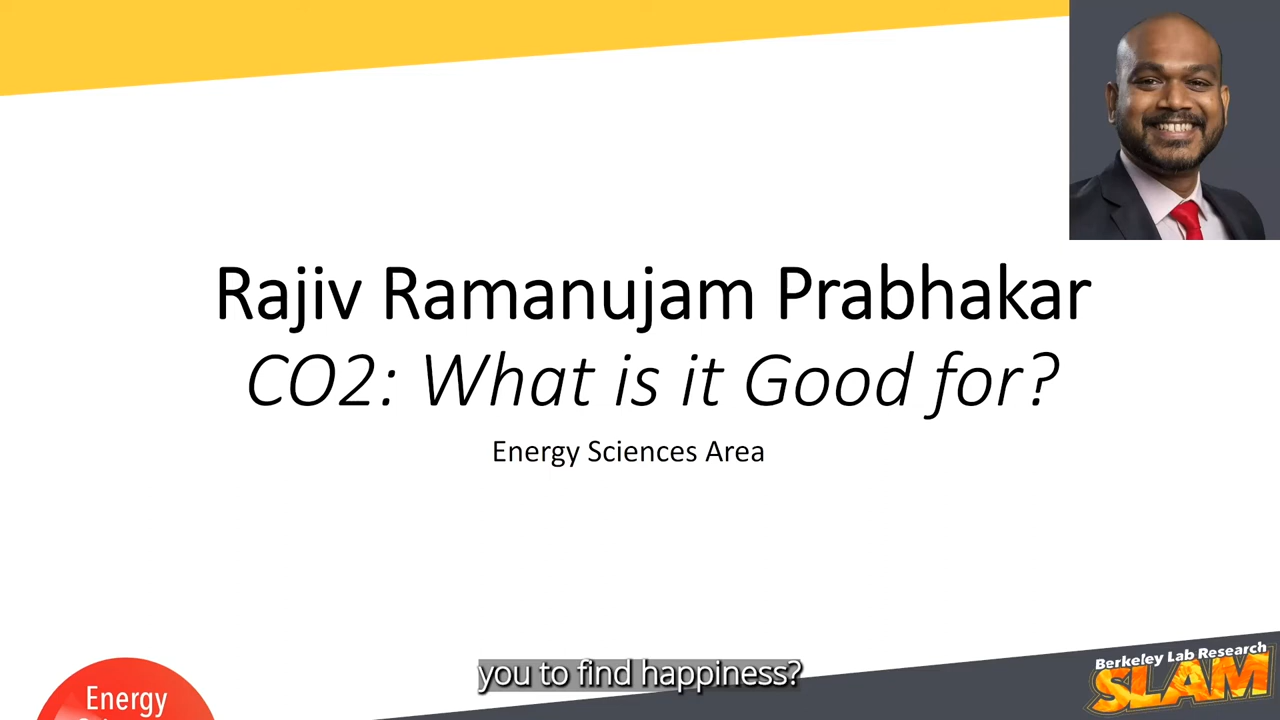 Rajiv Ramanujam Prabhakar
CO2: What is it Good for?
Energy Sciences Area
you to find happiness?
Berkeley Lab Research
SLAM
Energy